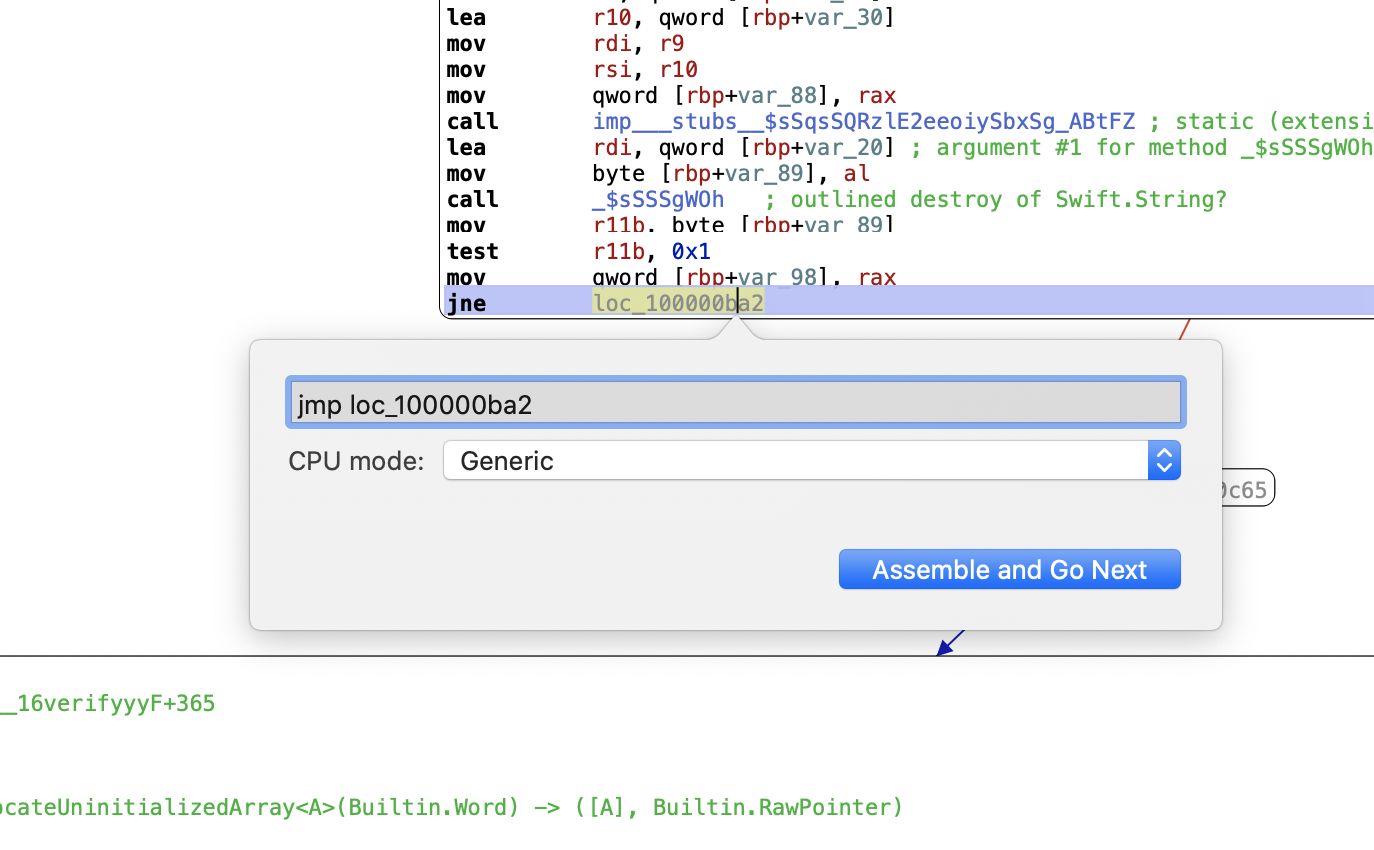 lea r10, qword [rbp+var_30]
mov rdi, r9
mov rsi, r10
mov qword [rbp+var_88], rax
call imp___stubs__$sSqsSQRzlE2eeoiySbxSg_ABtFZ ; static (extensi
lea rdi, qword [rbp+var_20] ; argument #1 for method _$sSSSgWOh
mov byte [rbp+var_89], al
call _$sSSSgWOh ; outlined destroy of Swift.String?
mov r11b, byte [rbp+var_89]
test r11b, 0x1
mov qword [rbp+var_98], rax
jne loc_100000ba2
jmp loc_100000ba2
CPU mode: Generic
0c65
Assemble and Go Next
__16verifyyyF+365
ocateUninitializedArray<A>(Builtin.Word) -> ([A], Builtin.RawPointer)